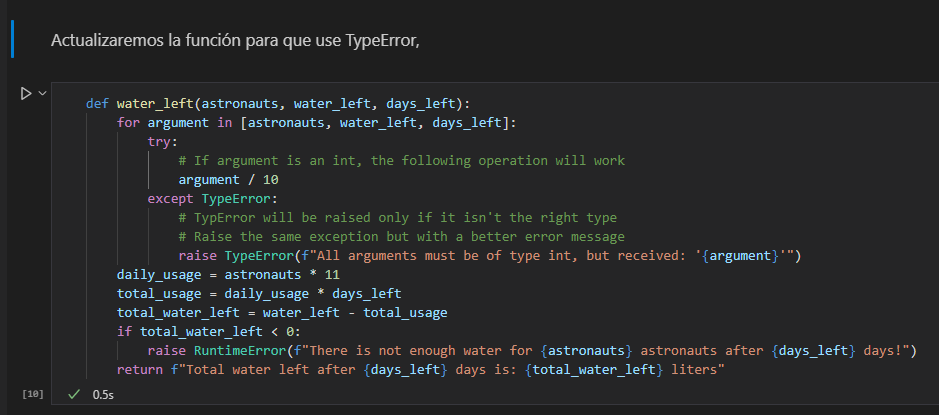 Actualizaremos la función para que use TypeError,
def water_left(astronauts, water_left, days_left):
    for argument in [astronauts, water_left, days_left]:
        try:
            # If argument is an int, the following operation will work
            argument / 10
        except TypeError:
            # TypError will be raised only if it isn't the right type
            # Raise the same exception but with a better error message
            raise TypeError(f"All arguments must be of type int, but received: '{argument}'")
    daily_usage = astronauts * 11
    total_usage = daily_usage * days_left
    total_water_left = water_left - total_usage
    if total_water_left < 0:
        raise RuntimeError(f"There is not enough water for {astronauts} astronauts after {days_left} days!")
    return f"Total water left after {days_left} days is: {total_water_left} liters"
[10] ✓ 0.5s